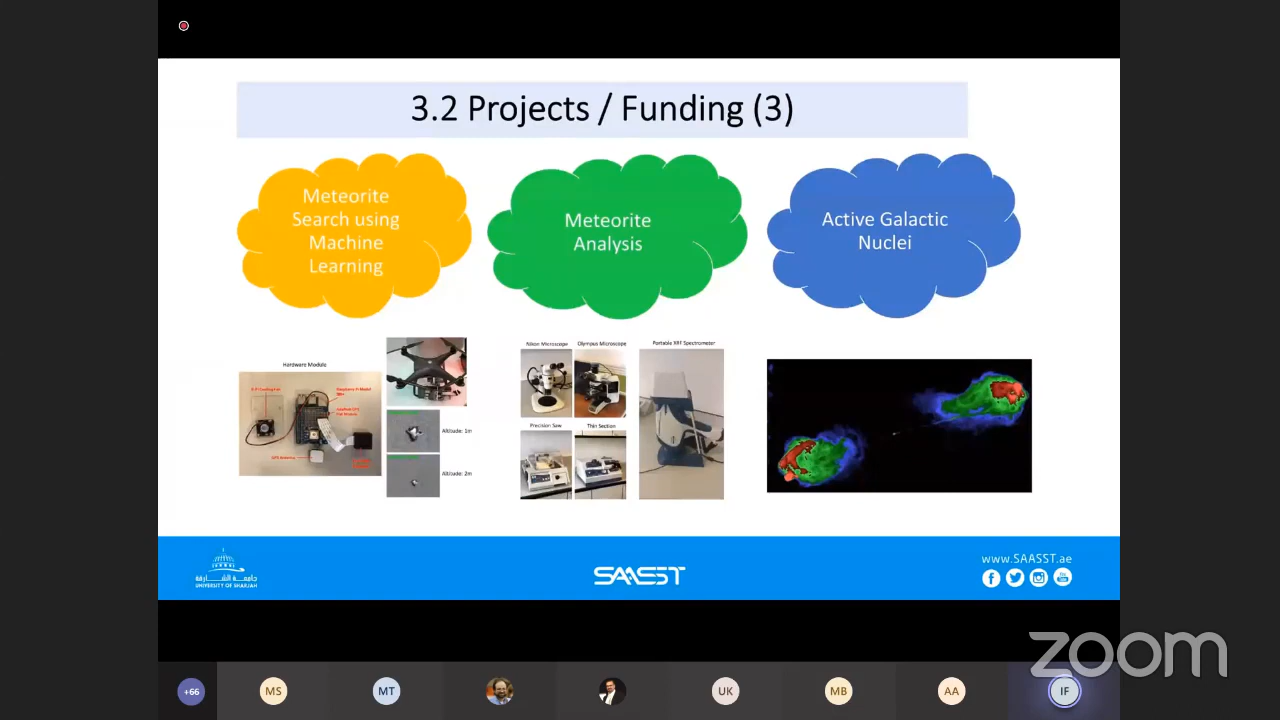 3.2 Projects / Funding (3)
Meteorite
Search using
Machine
Learning
Meteorite
Analysis
Active Galactic
Nuclei
Hardware Module
Altitude: 1m
Altitude: 2m
Nikon Microscope
Olympus Microscope
Portable XRF Spectrometer
Precision Saw
Thin Section
جامعة الشارقة
UNIVERSITY OF SHARJAH
SAASST
www.SAASST.ae
zoom
+66
MS
MT
UK
MB
AA
IF